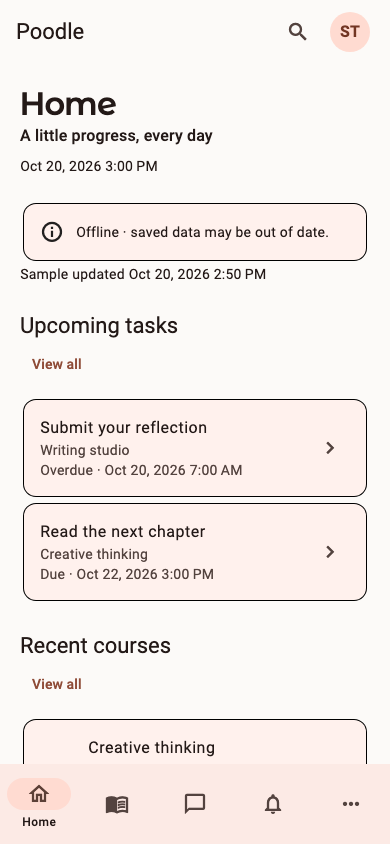 Poodle
ST
Home
A little progress, every day
Oct 20, 2026 3:00 PM
Offline · saved data may be out of date.
Sample updated Oct 20, 2026 2:50 PM
Upcoming tasks
View all
Submit your reflection
Writing studio
Overdue · Oct 20, 2026 7:00 AM
Read the next chapter
Creative thinking
Due · Oct 22, 2026 3:00 PM
Recent courses
View all
Creative thinking
Home